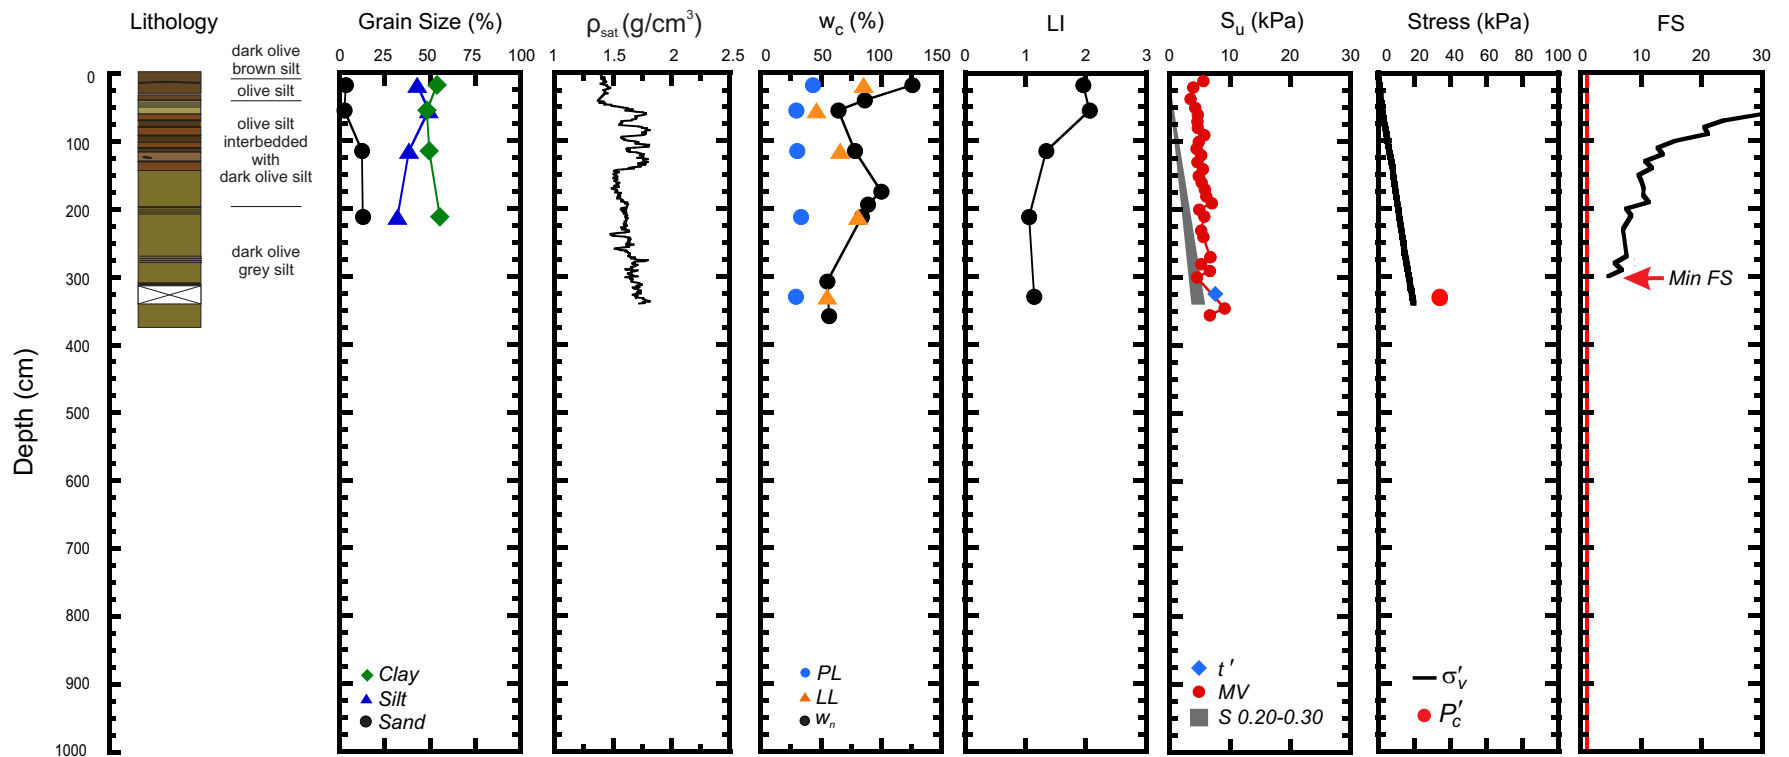 Lithology
Grain Size (%)
ρsat (g/cm³)
wc (%)
LI
Su (kPa)
Stress (kPa)
FS
0 25 50 75 100
1 1.5 2 2.5
0 50 100 150
0 1 2 3
0 10 20 30
0 20 40 60 80 100
0 10 20 30
Depth (cm)
0
100
200
300
400
500
600
700
800
900
1000
dark olive
brown silt
olive silt
olive silt
interbedded
with
dark olive silt
dark olive
grey silt
Clay
Silt
Sand
PL
LL
wn
t'
MV
S 0.20-0.30
σ'v
P'c
Min FS